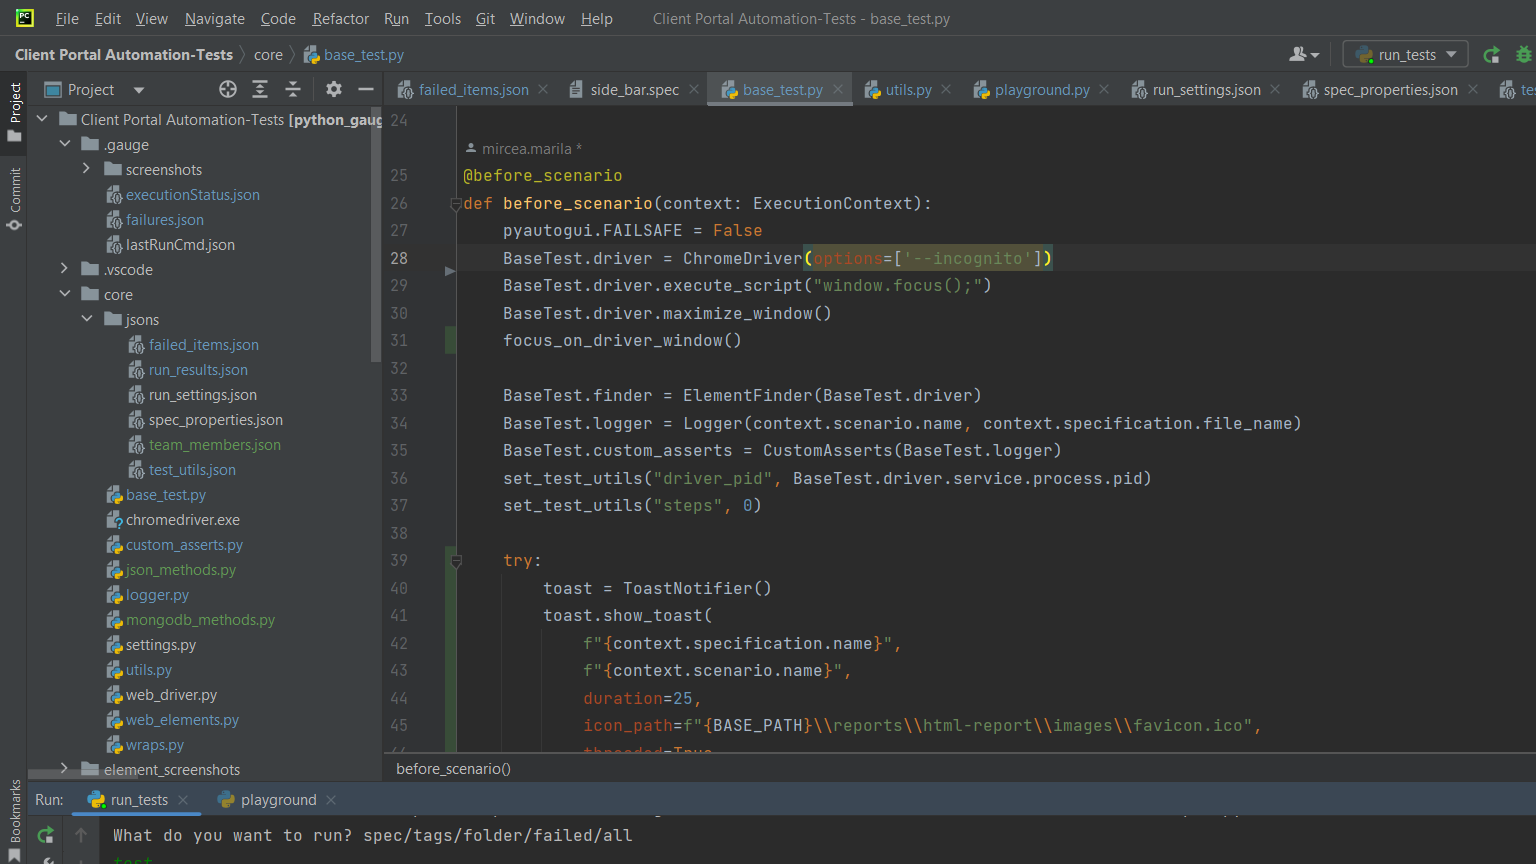 PC
File Edit View Navigate Code Refactor Run Tools Git Window Help Client Portal Automation-Tests - base_test.py
Client Portal Automation-Tests core base_test.py run_tests
Project
Commit
Bookmarks
Project
Client Portal Automation-Tests [python_gaug
.gauge
screenshots
executionStatus.json
failures.json
lastRunCmd.json
.vscode
core
jsons
failed_items.json
run_results.json
run_settings.json
spec_properties.json
team_members.json
test_utils.json
base_test.py
chromedriver.exe
custom_asserts.py
json_methods.py
logger.py
mongodb_methods.py
settings.py
utils.py
web_driver.py
web_elements.py
wraps.py
element_screenshots
failed_items.json side_bar.spec base_test.py utils.py playground.py run_settings.json spec_properties.json tes
24
mircea.marila *
25 @before_scenario
26 def before_scenario(context: ExecutionContext):
27 pyautogui.FAILSAFE = False
28 BaseTest.driver = ChromeDriver(options=['--incognito'])
29 BaseTest.driver.execute_script("window.focus();")
30 BaseTest.driver.maximize_window()
31 focus_on_driver_window()
32
33 BaseTest.finder = ElementFinder(BaseTest.driver)
34 BaseTest.logger = Logger(context.scenario.name, context.specification.file_name)
35 BaseTest.custom_asserts = CustomAsserts(BaseTest.logger)
36 set_test_utils("driver_pid", BaseTest.driver.service.process.pid)
37 set_test_utils("steps", 0)
38
39 try:
40 toast = ToastNotifier()
41 toast.show_toast(
42 f"{context.specification.name}",
43 f"{context.scenario.name}",
44 duration=25,
45 icon_path=f"{BASE_PATH}\\reports\\html-report\\images\\favicon.ico",
threaded=True
before_scenario()
Run: run_tests playground
What do you want to run? spec/tags/folder/failed/all
test